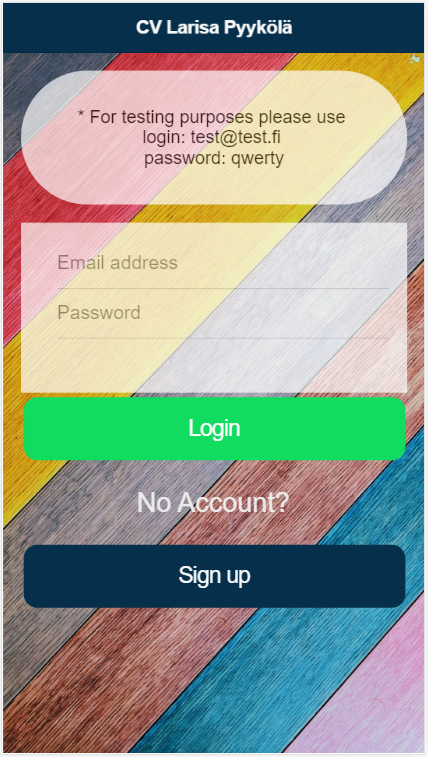 CV Larisa Pyykölä
* For testing purposes please use
login: test@test.fi
password: qwerty
Email address
Password
Login
No Account?
Sign up